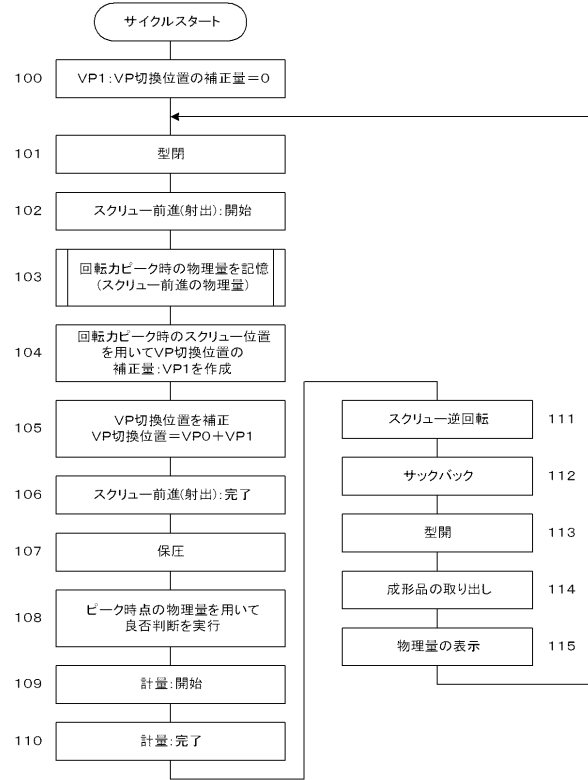 サイクルスタート
100
VP1:VP切換位置の補正量=0
101
型閉
102
スクリュー前進(射出):開始
103
回転力ピーク時の物理量を記憶
(スクリュー前進の物理量)
104
回転力ピーク時のスクリュー位置
を用いてVP切換位置の
補正量:VP1を作成
105
VP切換位置を補正
VP切換位置=VP0+VP1
106
スクリュー前進(射出):完了
107
保圧
108
ピーク時点の物理量を用いて
良否判断を実行
109
計量:開始
110
計量:完了
スクリュー逆回転
111
サックバック
112
型開
113
成形品の取り出し
114
物理量の表示
115